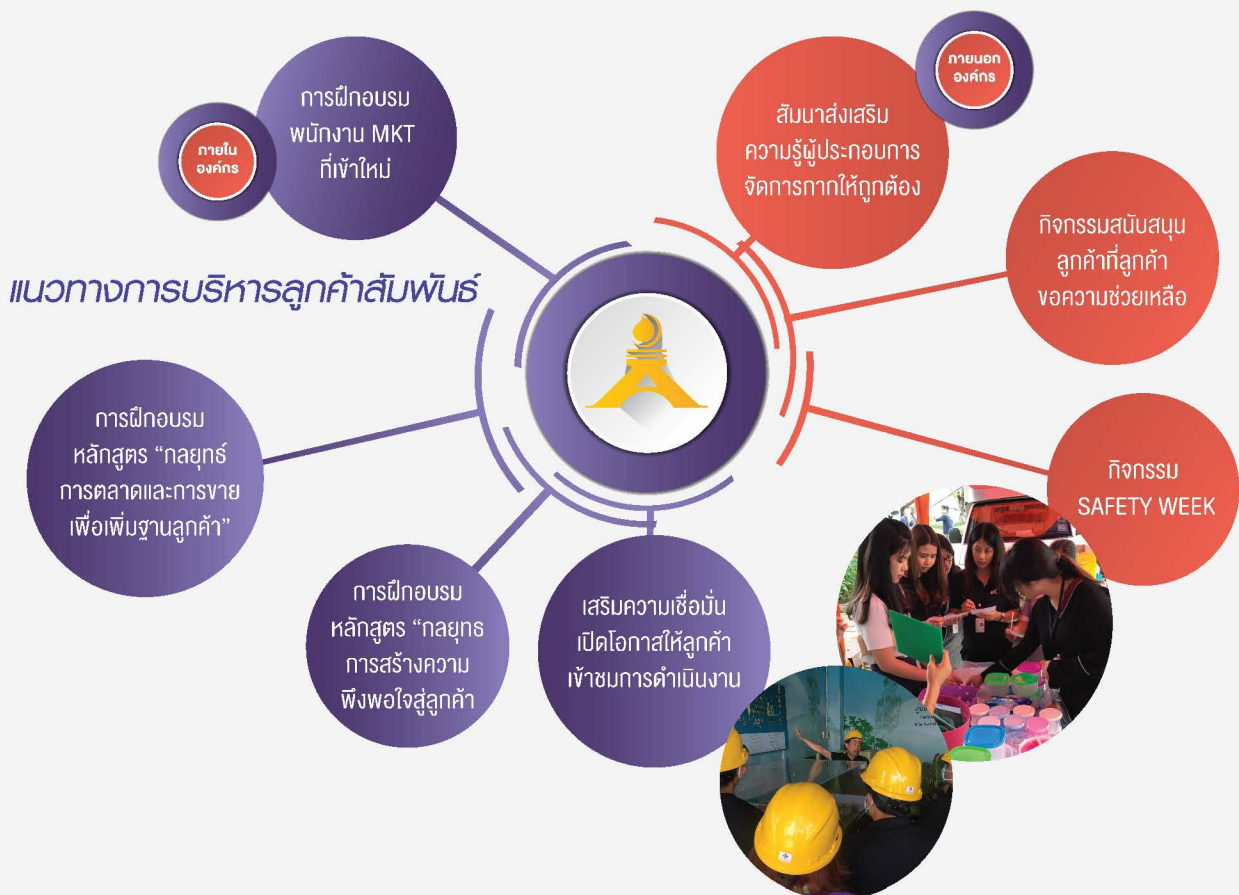 ภายใน
องค์กร
การฝึกอบรม
พนักงาน MKT
ที่เข้าใหม่
ภายนอก
องค์กร
สัมนาส่งเสริม
ความรู้ผู้ประกอบการ
จัดการกากให้ถูกต้อง
กิจกรรมสนับสนุน
ลูกค้าที่ลูกค้า
ขอความช่วยเหลือ
แนวทางการบริหารลูกค้าสัมพันธ์
การฝึกอบรม
หลักสูตร “กลยุทธ์
การตลาดและการขาย
เพื่อเพิ่มฐานลูกค้า”
กิจกรรม
SAFETY WEEK
การฝึกอบรม
หลักสูตร “กลยุทธ
การสร้างความ
พึงพอใจสู่ลูกค้า
เสริมความเชื่อมั่น
เปิดโอกาสให้ลูกค้า
เข้าชมการดำเนินงาน